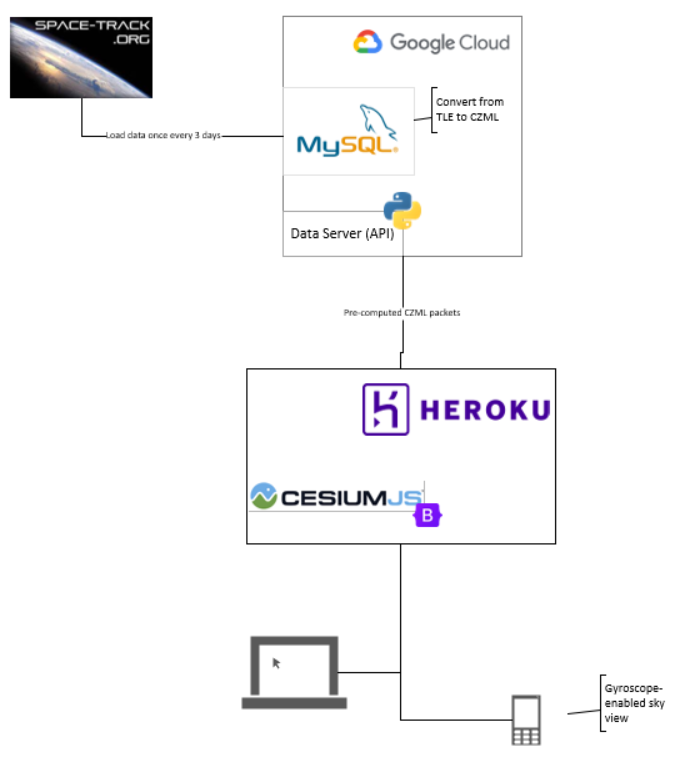 SPACE-TRACK
.ORG
Google Cloud
Convert from
TLE to CZML
Load data once every 3 days
MySQL®
Data Server (API)
Pre-computed CZML packets
HEROKU
CESIUMJS
B
Gyroscope-
enabled sky
view